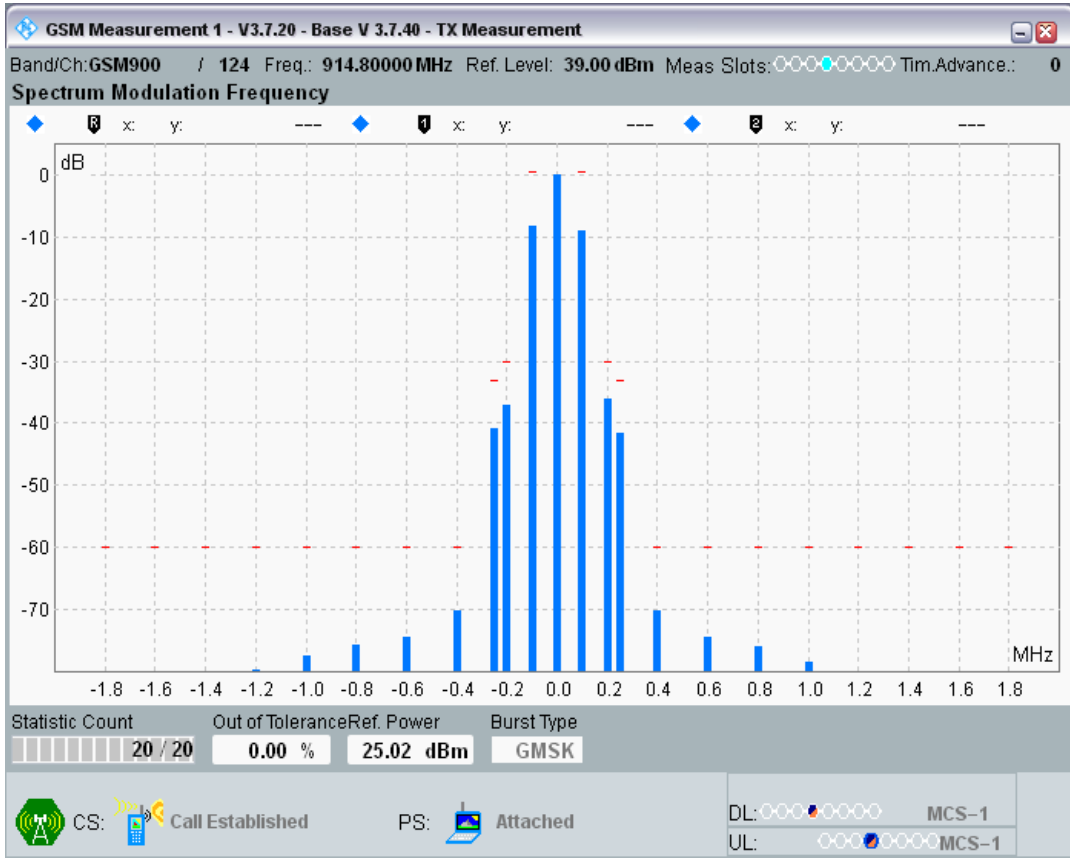 GSM Measurement 1 - V3.7.20 - Base V 3.7.40 - TX Measurement
Band/Ch.:GSM900 / 124 Freq.: 914.80000 MHz Ref. Level: 39.00 dBm Meas Slots: Tim.Advance.: 0
Spectrum Modulation Frequency
R x: y: --- 1 x: y: --- 2 x: y: ---
dB
0
-10
-20
-30
-40
-50
-60
-70
MHz
-1.8 -1.6 -1.4 -1.2 -1.0 -0.8 -0.6 -0.4 -0.2 0.0 0.2 0.4 0.6 0.8 1.0 1.2 1.4 1.6 1.8
Statistic Count Out of Tolerance Ref. Power Burst Type
20 / 20 0.00 % 25.02 dBm GMSK
CS: Call Established PS: Attached
DL: MCS-1
UL: MCS-1